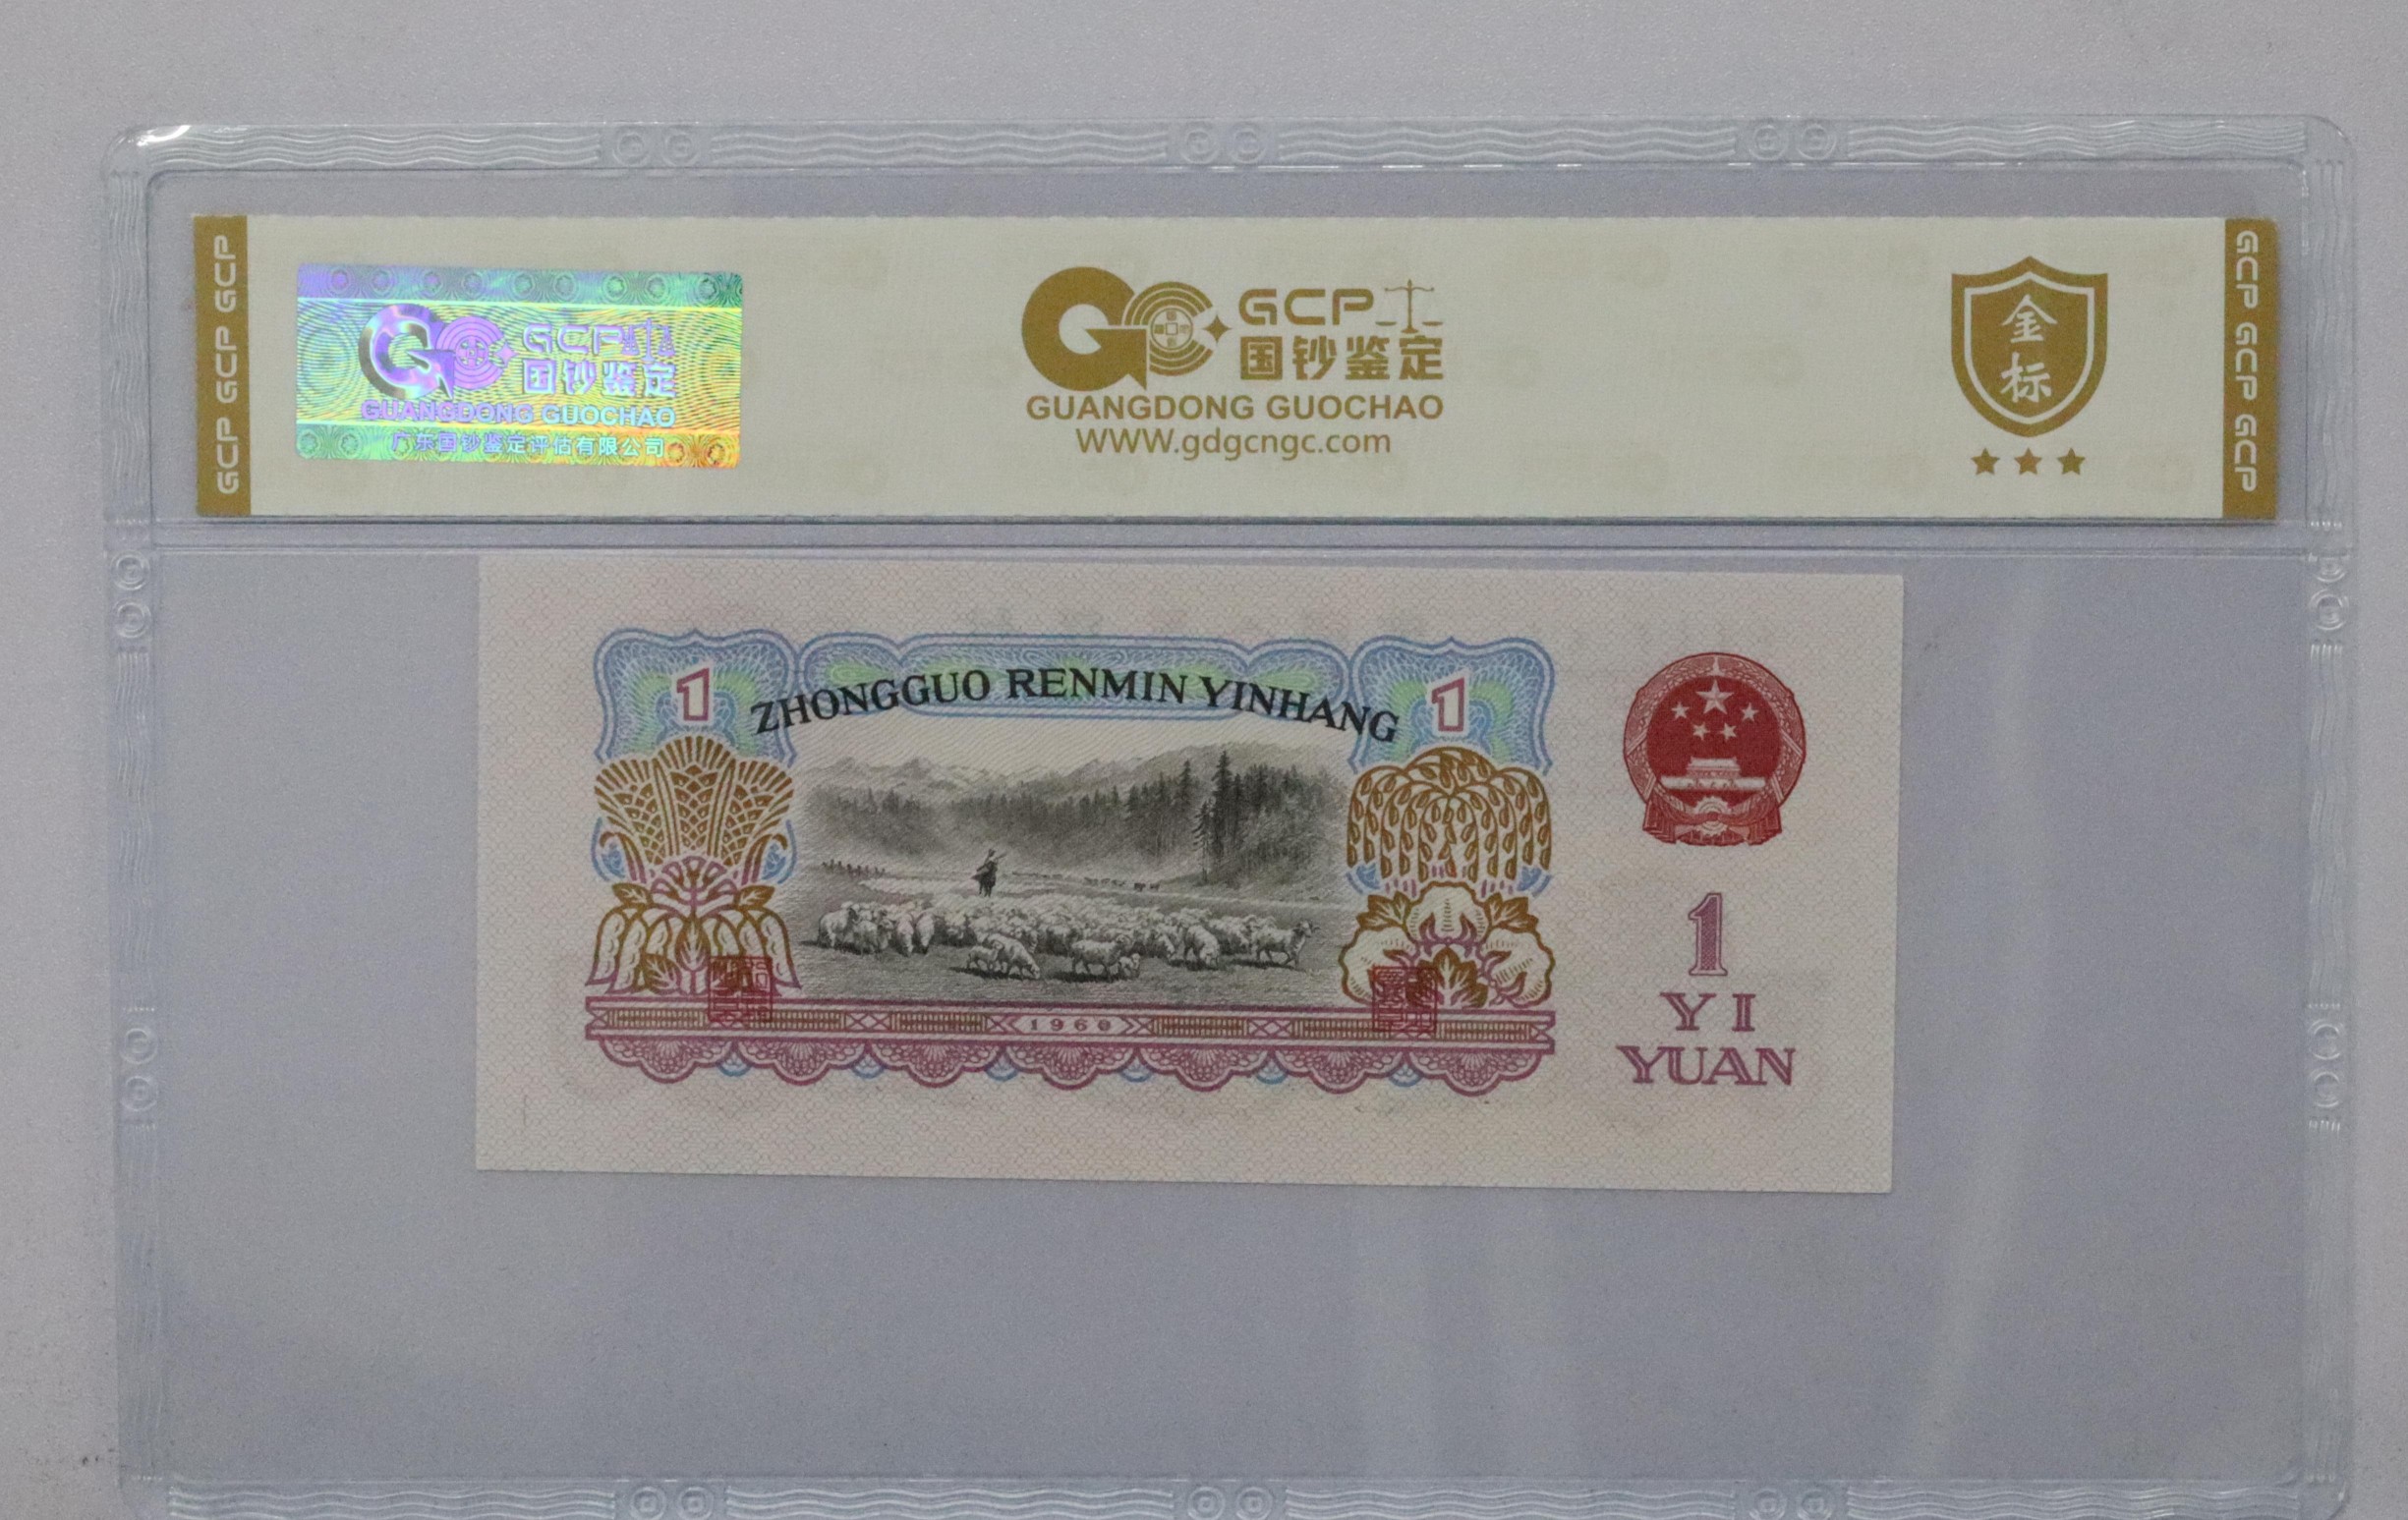 GCP GCP GCP
GCP
国钞鉴定
GUANGDONG GUOCHAO
广东国钞鉴定评估有限公司
GCP
国钞鉴定
GUANGDONG GUOCHAO
WWW.gdgcngc.com
金
标
GCP GCP GCP
1
ZHONGGUO RENMIN YINHANG
1
1960
1
YI
YUAN